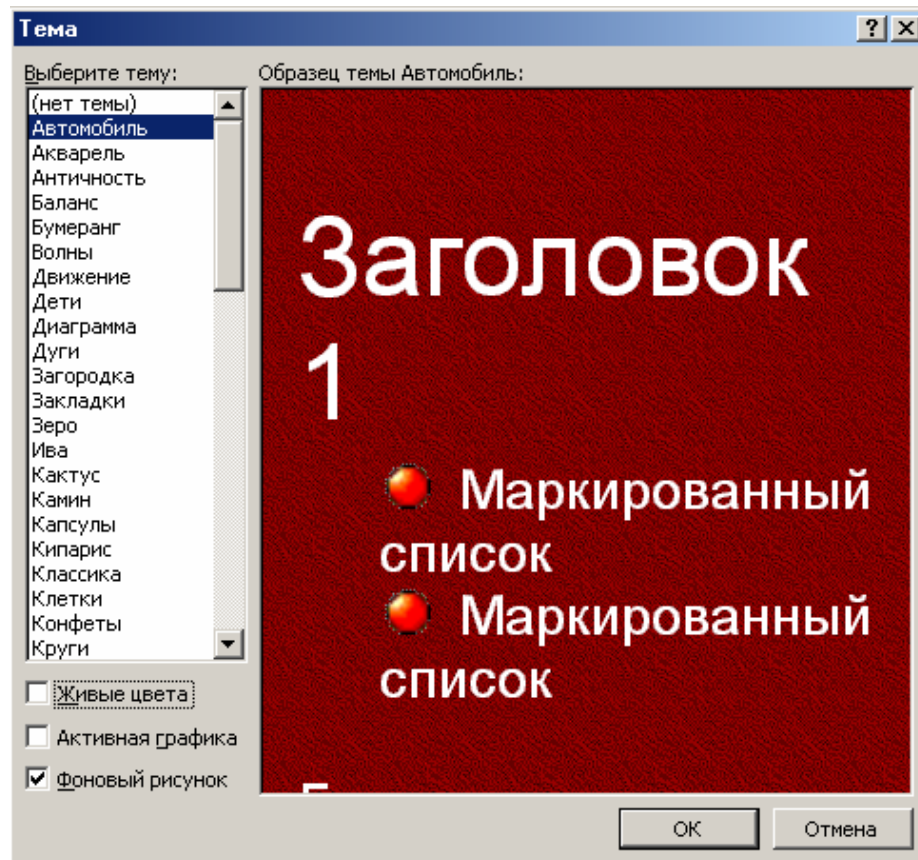 Тема
Выберите тему:
Образец темы Автомобиль:
(нет темы)
Автомобиль
Акварель
Античность
Баланс
Бумеранг
Волны
Движение
Дети
Диаграмма
Дуги
Загородка
Закладки
Зеро
Ива
Кактус
Камин
Капсулы
Кипарис
Классика
Клетки
Конфеты
Круги
Заголовок
1
Маркированный
список
Маркированный
список
Живые цвета
Активная графика
Фоновый рисунок
ОК
Отмена